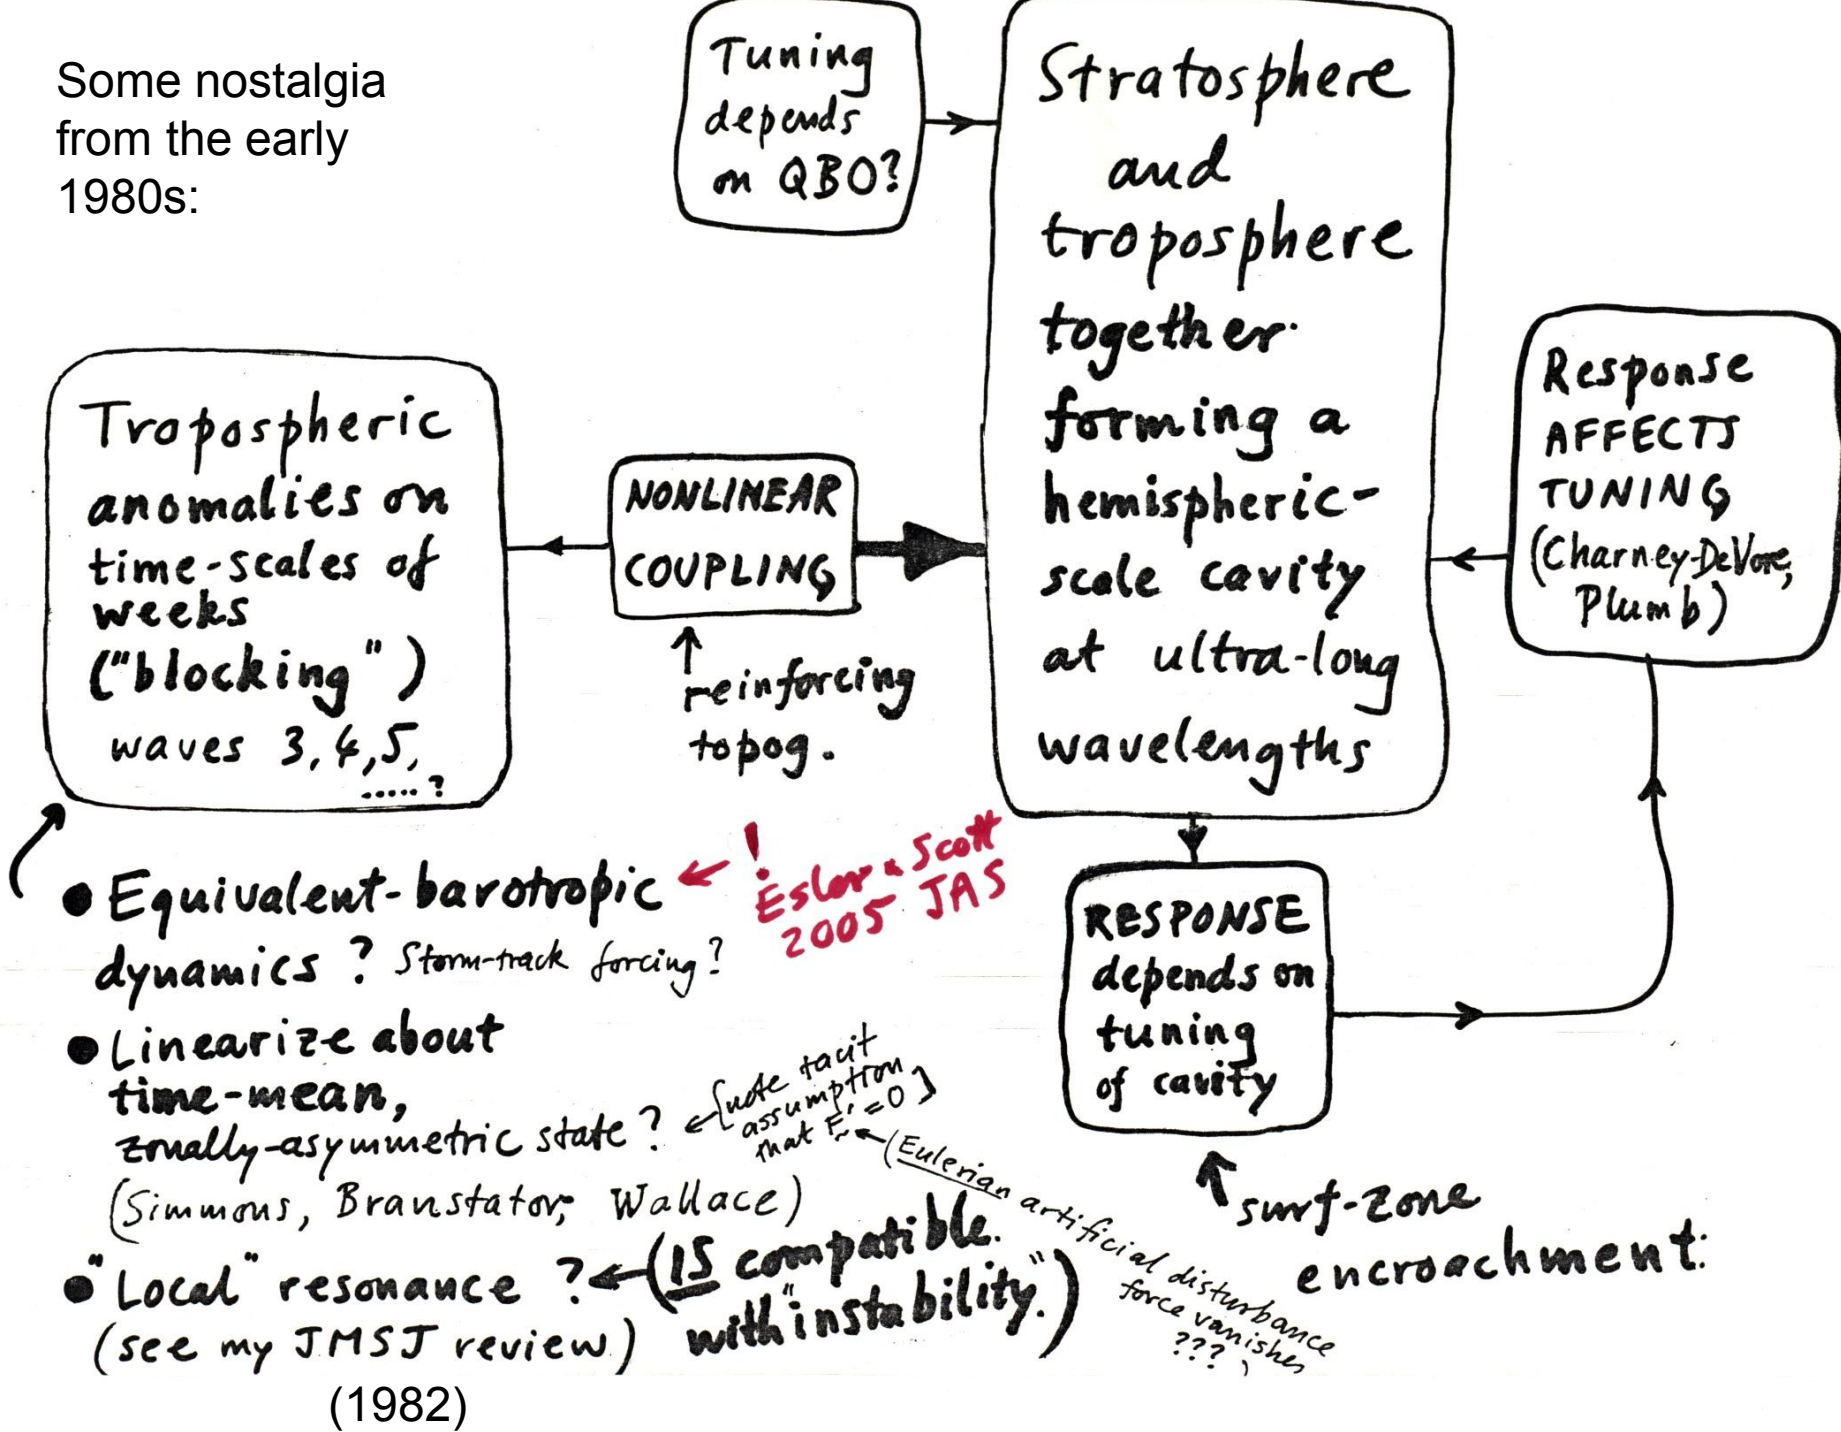 Some nostalgia
from the early
1980s:
Tuning
depends
on QBO?
Stratosphere
and
troposphere
together
forming a
hemispheric-
scale cavity
at ultra-long
wavelengths
Response
AFFECTS
TUNING
(Charney-DeVore,
Plumb)
Tropospheric
anomalies on
time-scales of
weeks
("blocking")
waves 3, 4, 5,
.....?
NONLINEAR
COUPLING
↑
reinforcing
topog.
RESPONSE
depends on
tuning
of cavity
surf-zone
encroachment.
• Equivalent-barotropic
dynamics? Storm-track forcing?
← !
Esler & Scott
2005 JAS
• Linearize about
time-mean,
zonally-asymmetric state?
(Simmons, Branstator, Wallace)
← [note tacit
assumption
that F' = 0]
← (Eulerian artificial disturbance
force vanishes
???)
• "Local" resonance?
(see my JMSJ review)
← (IS compatible
with "instability.")
(1982)